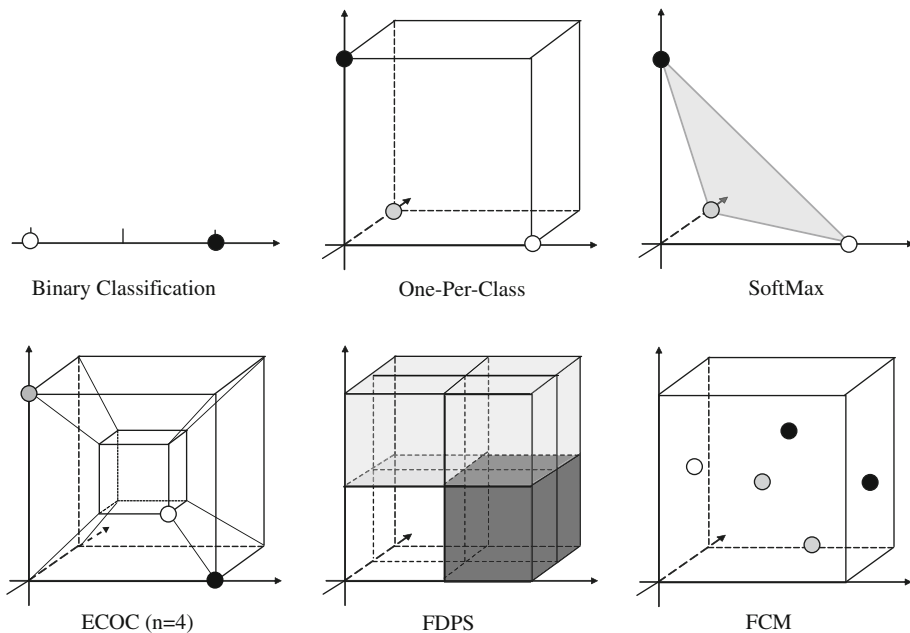 Binary Classification
One-Per-Class
SoftMax
ECOC (n=4)
FDPS
FCM